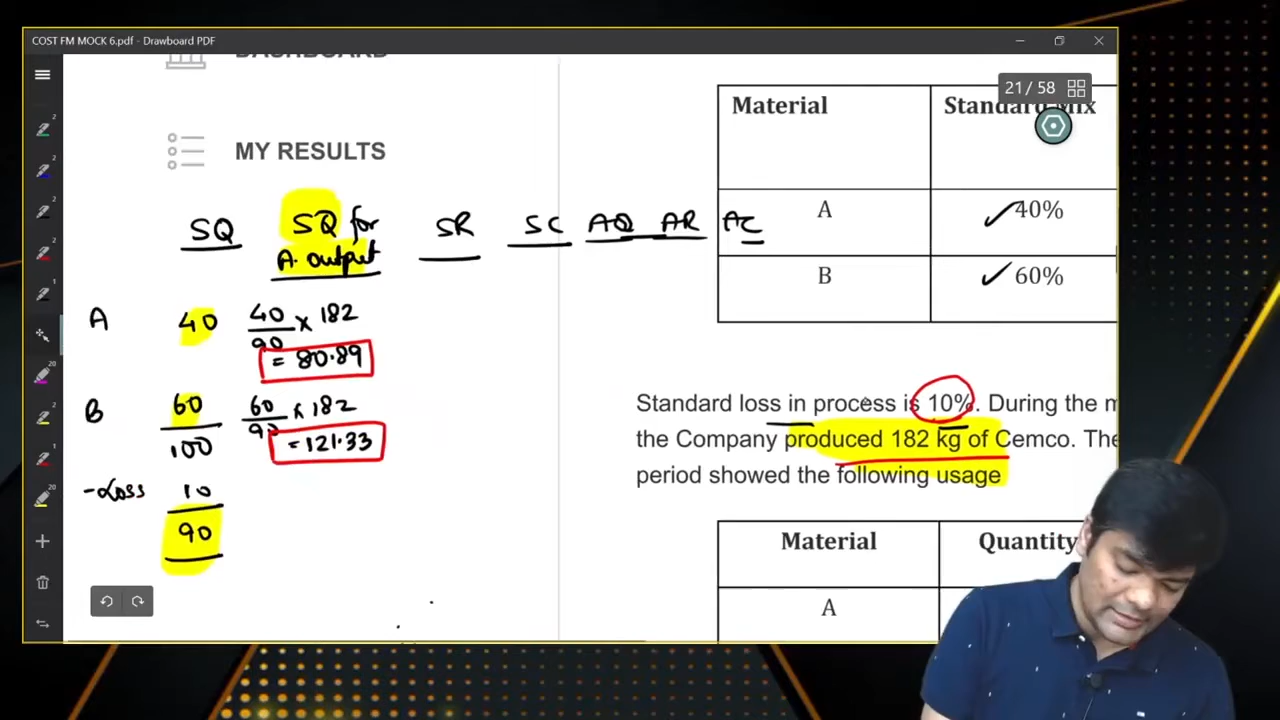 COST FM MOCK 6.pdf - Drawboard PDF
21 / 58
DASHBOARD
MY RESULTS
SQ SQ for A. output SR SC AQ AR AC
A 40 40/90 × 182
= 80.89
B 60 60/90 × 182
100 = 121.33
-Loss 10
90
Material Standard Mix
A 40%
B 60%
Standard loss in process is 10%. During the m
the Company produced 182 kg of Cemco. The
period showed the following usage
Material Quantity
A